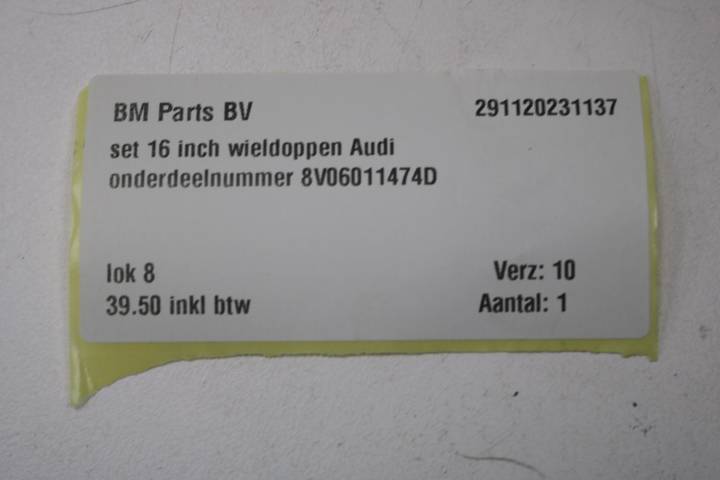 BM Parts BV 291120231137
set 16 inch wieldoppen Audi
onderdeelnummer 8V06011474D
lok 8 Verz: 10
39.50 inkl btw Aantal: 1